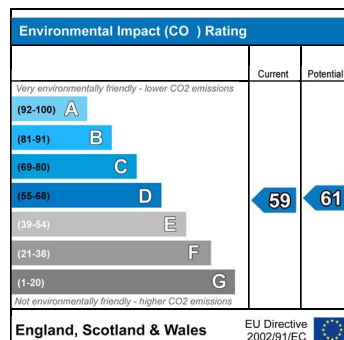 Environmental Impact (CO ) Rating
Current Potential
Very environmentally friendly - lower CO2 emissions
(92-100) A
(81-91) B
(69-80) C
(55-68) D
59 61
(39-54) E
(21-38) F
(1-20) G
Not environmentally friendly - higher CO2 emissions
England, Scotland & Wales
EU Directive
2002/91/EC